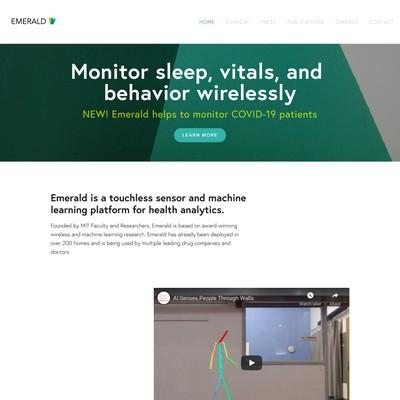 EMERALD
HOME CLINICAL PRESS PUBLICATIONS CAREERS CONTACT
Monitor sleep, vitals, and
behavior wirelessly
NEW! Emerald helps to monitor COVID-19 patients
LEARN MORE
Emerald is a touchless sensor and machine
learning platform for health analytics.
Founded by MIT Faculty and Researchers, Emerald is based on award-winning
wireless and machine learning research. Emerald has already been deployed in
over 200 homes and is being used by multiple leading drug companies and
doctors.
AI Senses People Through Walls
Watch later Share